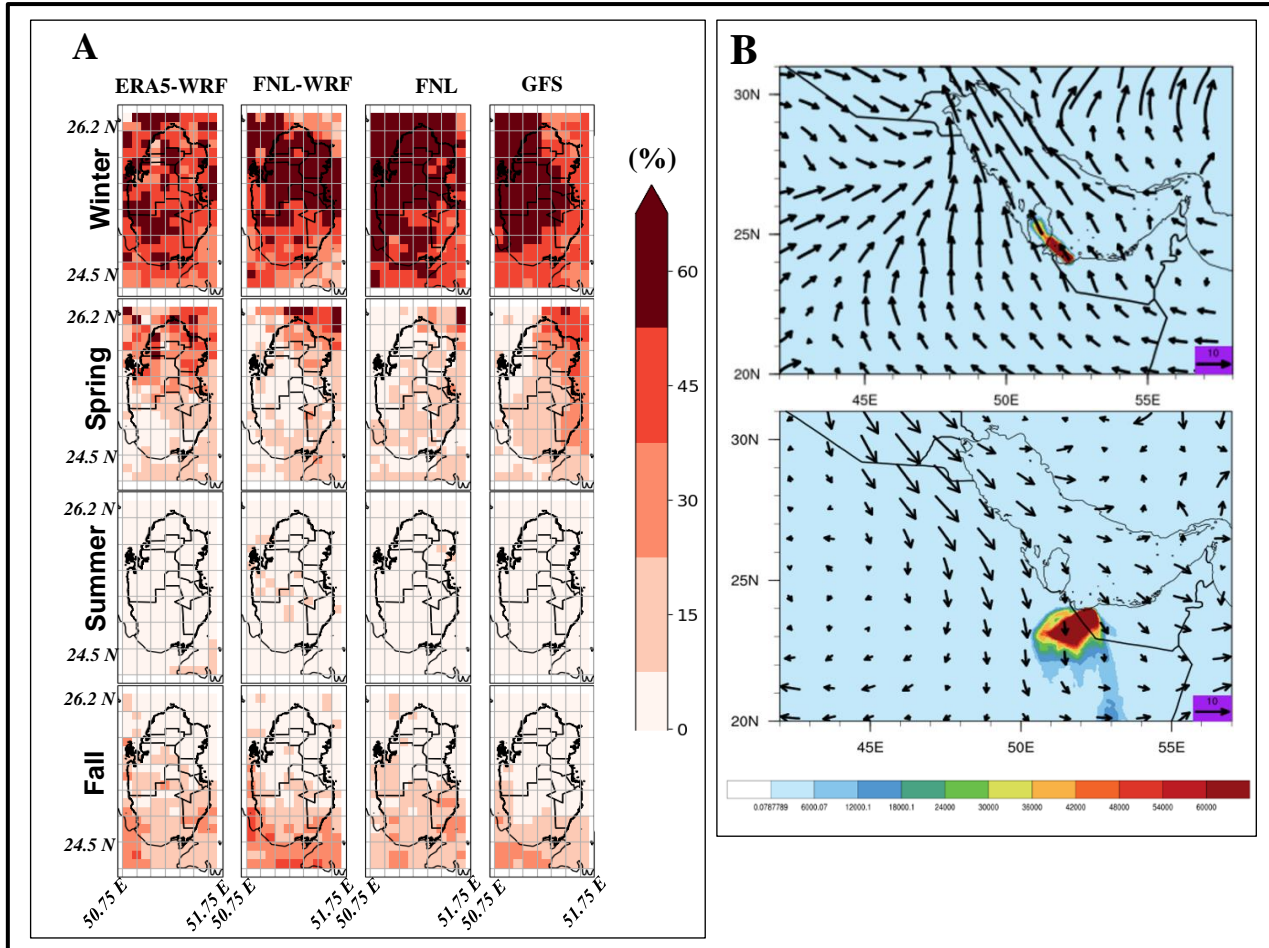 A
ERA5-WRF FNL-WRF FNL GFS
Winter
26.2 N
24.5 N
Spring
26.2 N
24.5 N
Summer
26.2 N
24.5 N
Fall
26.2 N
24.5 N
50.75 E 51.75 E 50.75 E 51.75 E 50.75 E 51.75 E 50.75 E 51.75 E
(%)
60
45
30
15
0
B
30N
25N
20N
10
45E 50E 55E
30N
25N
20N
10
45E 50E 55E
0.0787789 6000.07 12000.1 18000.1 24000 30000 36000 42000 48000 54000 60000